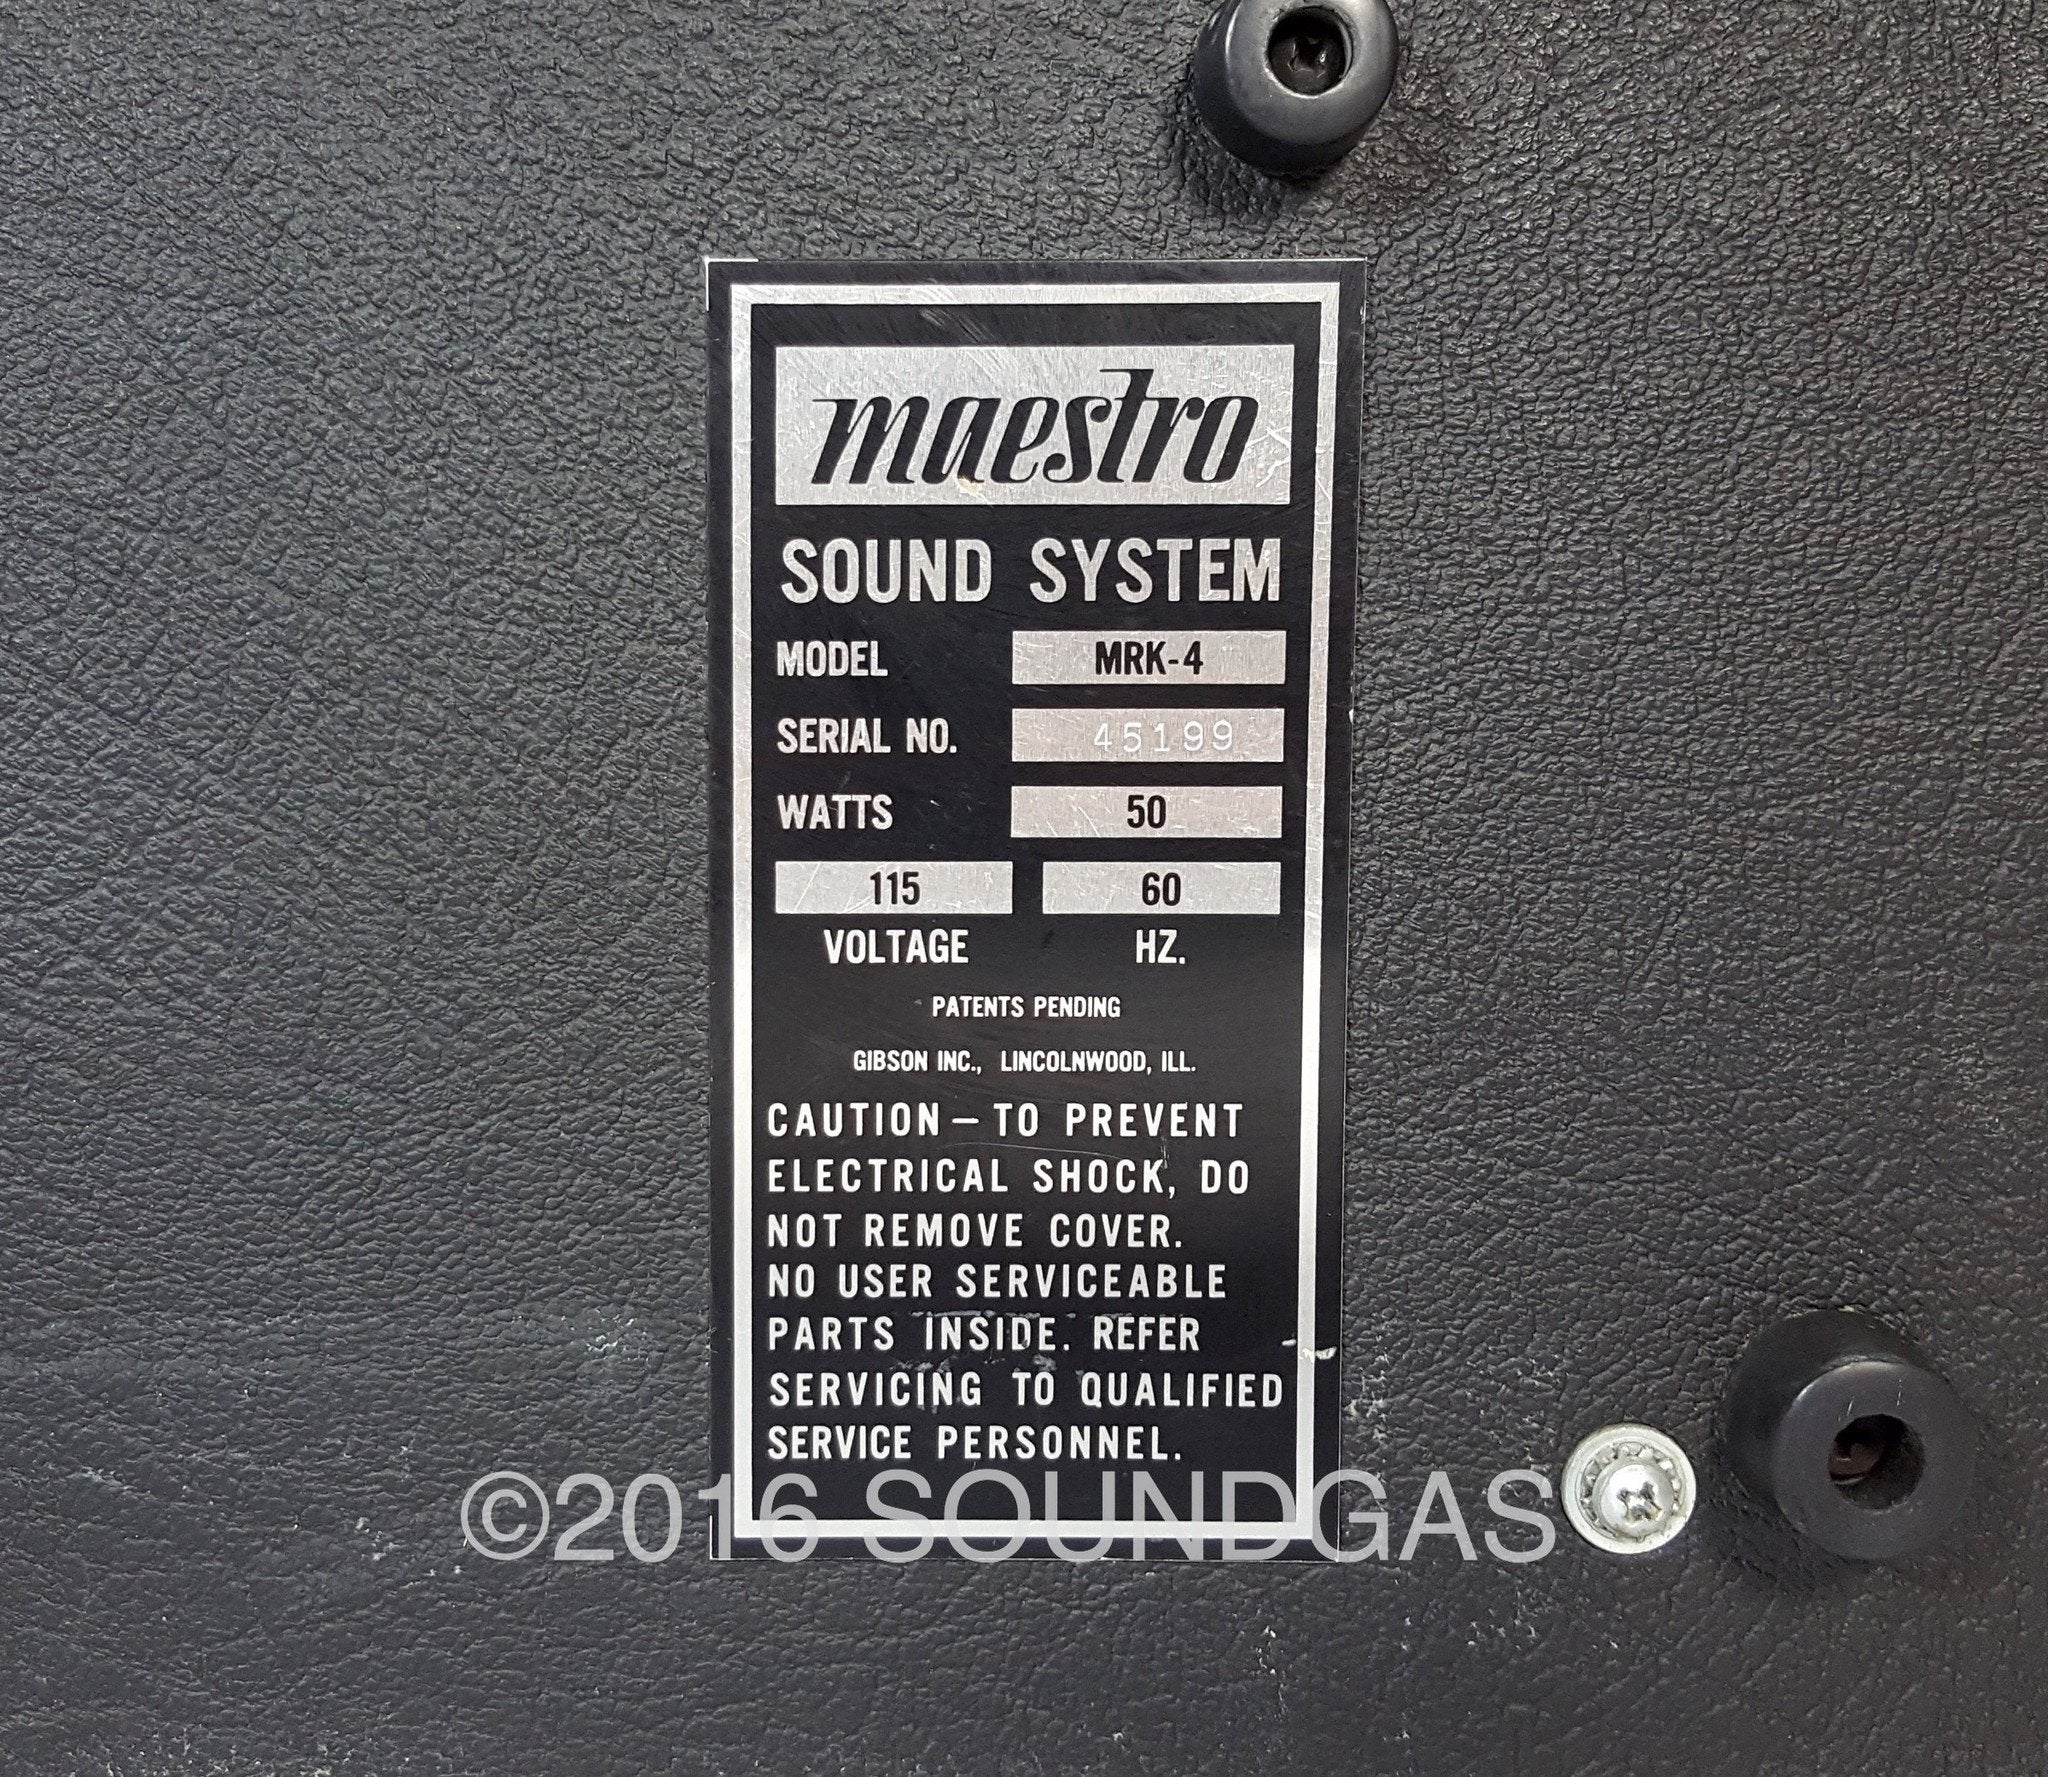 maestro
SOUND SYSTEM
MODEL MRK-4
SERIAL NO. 45199
WATTS 50
115 60
VOLTAGE HZ.
PATENTS PENDING
GIBSON INC., LINCOLNWOOD, ILL.
CAUTION – TO PREVENT
ELECTRICAL SHOCK, DO
NOT REMOVE COVER.
NO USER SERVICEABLE
PARTS INSIDE. REFER
SERVICING TO QUALIFIED
SERVICE PERSONNEL.
©2016 SOUNDGAS